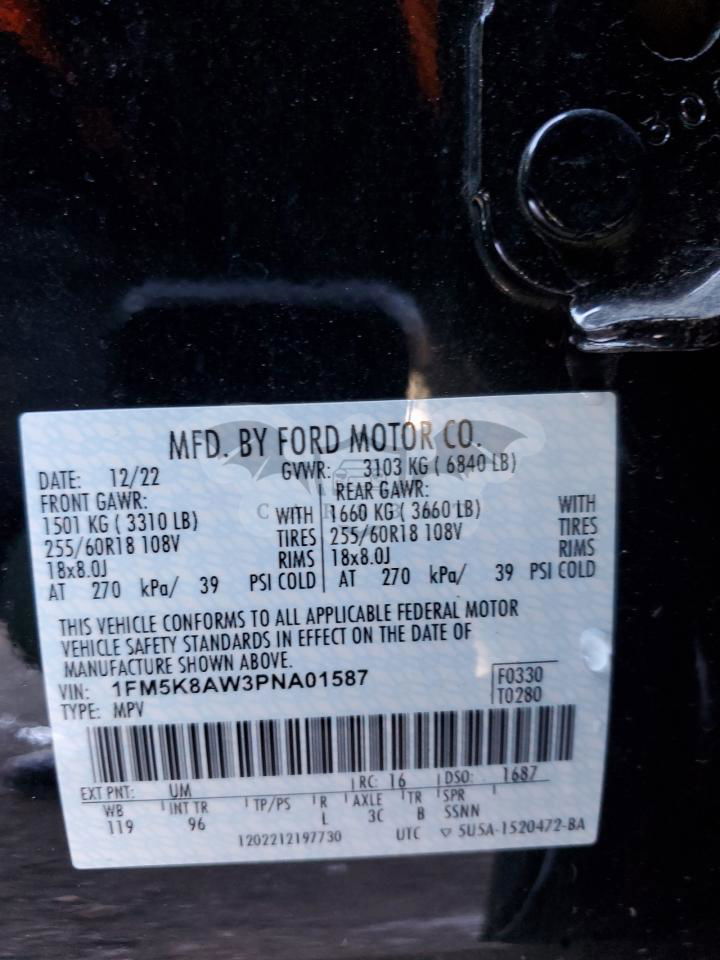 MFD. BY FORD MOTOR CO.
DATE: 12/22 GVWR: 3103 KG ( 6840 LB)
FRONT GAWR: REAR GAWR:
1501 KG ( 3310 LB) WITH 1660 KG ( 3660 LB) WITH
255/60R18 108V TIRES 255/60R18 108V TIRES
18x8.0J RIMS 18x8.0J RIMS
AT 270 kPa/ 39 PSI COLD AT 270 kPa/ 39 PSI COLD
THIS VEHICLE CONFORMS TO ALL APPLICABLE FEDERAL MOTOR
VEHICLE SAFETY STANDARDS IN EFFECT ON THE DATE OF
MANUFACTURE SHOWN ABOVE.
VIN: 1FM5K8AW3PNA01587 F0330
TYPE: MPV T0280
EXT PNT: UM RC: 16 DSO: 1687
WB INT TR TP/PS R AXLE TR SPR
119 96 L 3C B SSNN
1202212197730 UTC ▽ 5U5A-1520472-BA